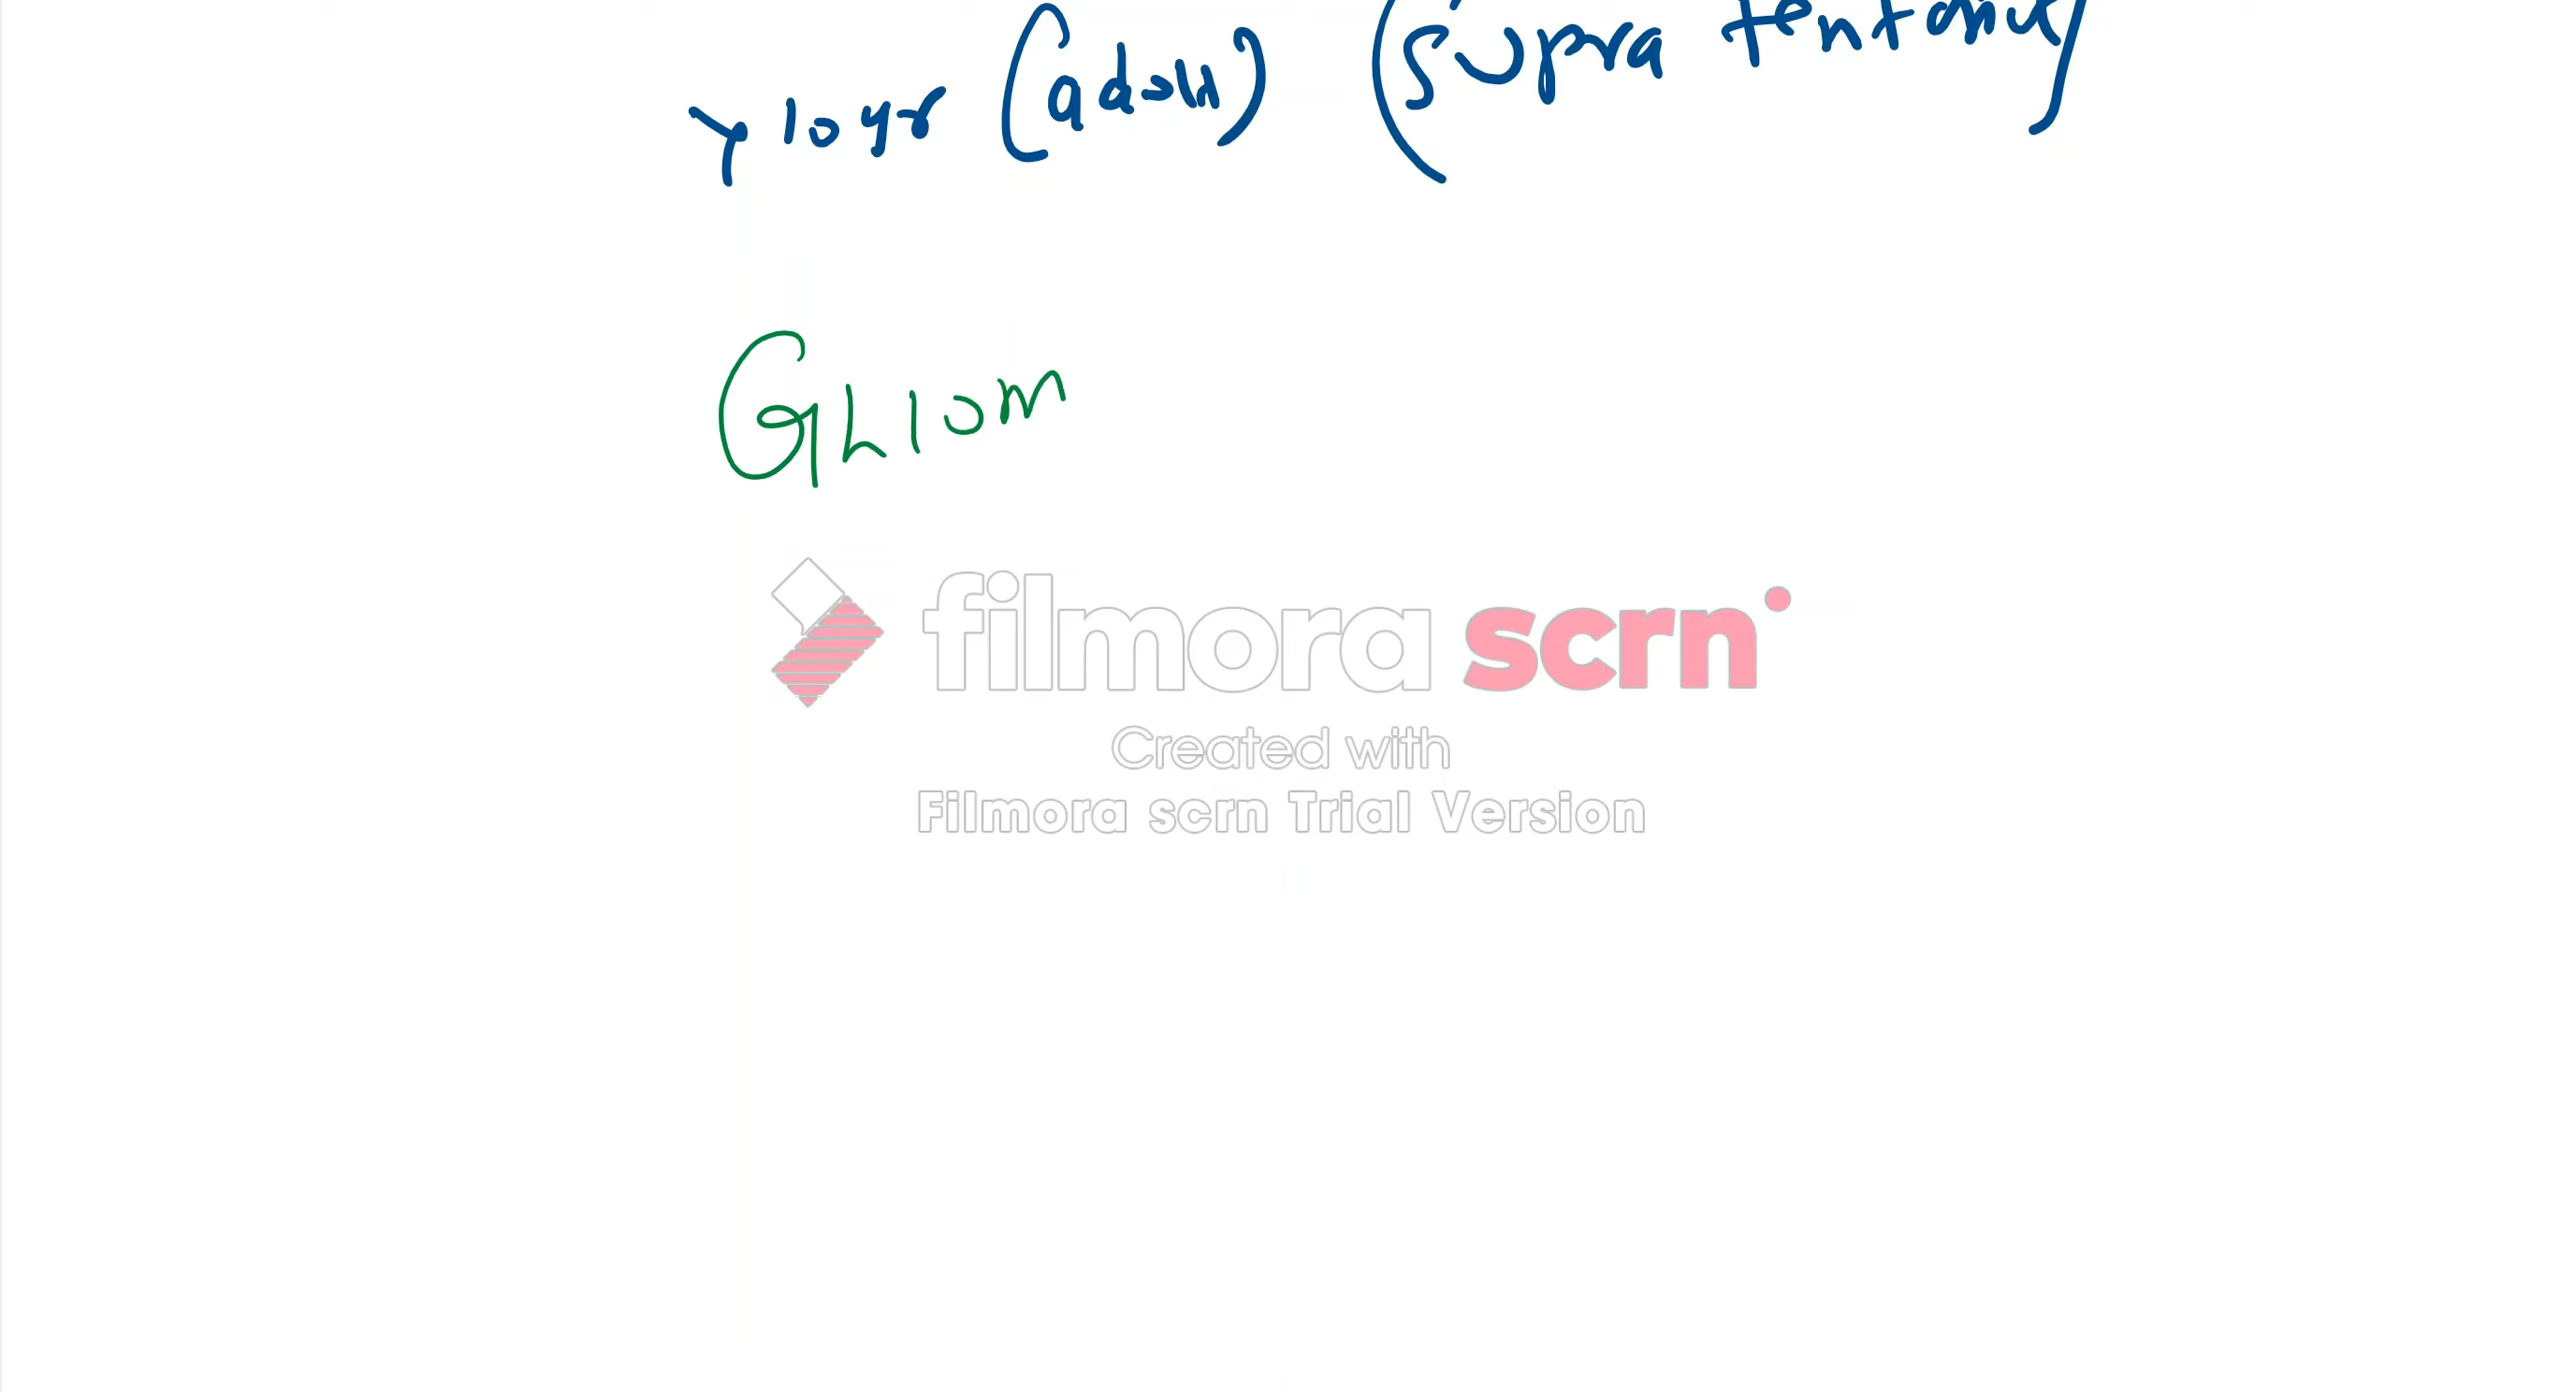 > 10 yr (adult) (Supra tentorial)
GLIOM
filmora scrn
Created with
Filmora scrn Trial Version